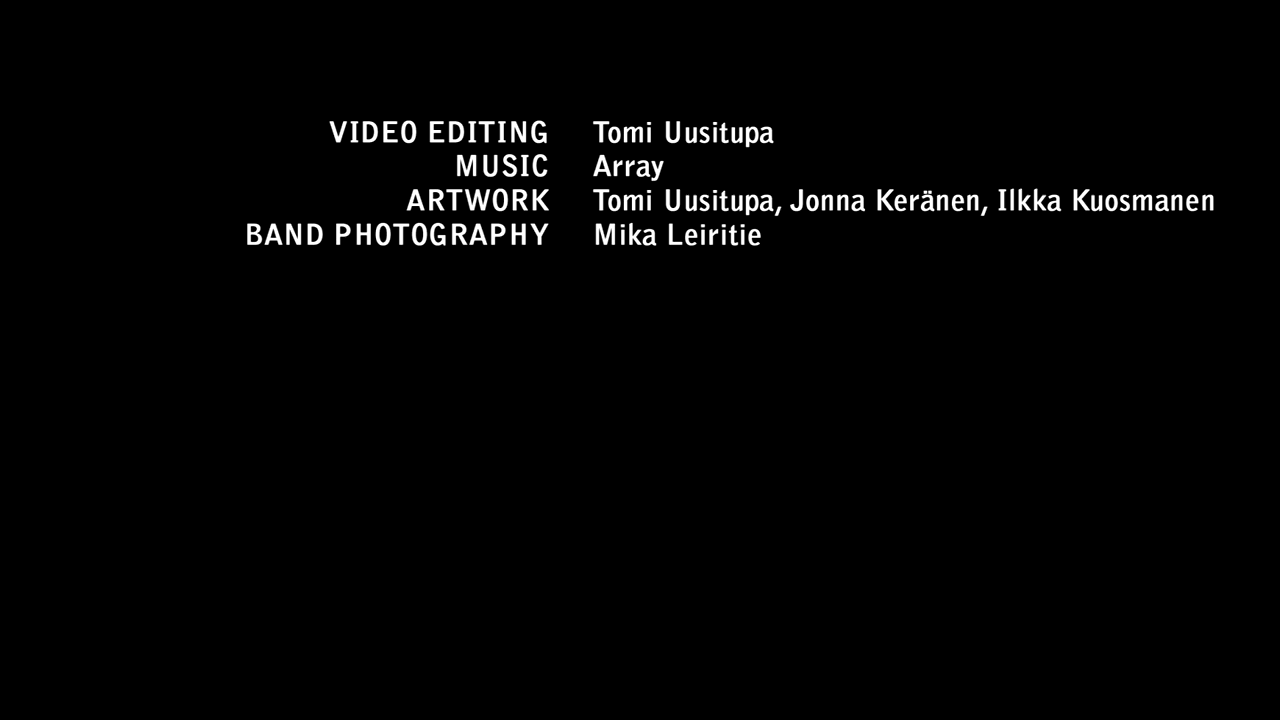 VIDEO EDITING Tomi Uusitupa
MUSIC Array
ARTWORK Tomi Uusitupa, Jonna Keränen, Ilkka Kuosmanen
BAND PHOTOGRAPHY Mika Leiritie